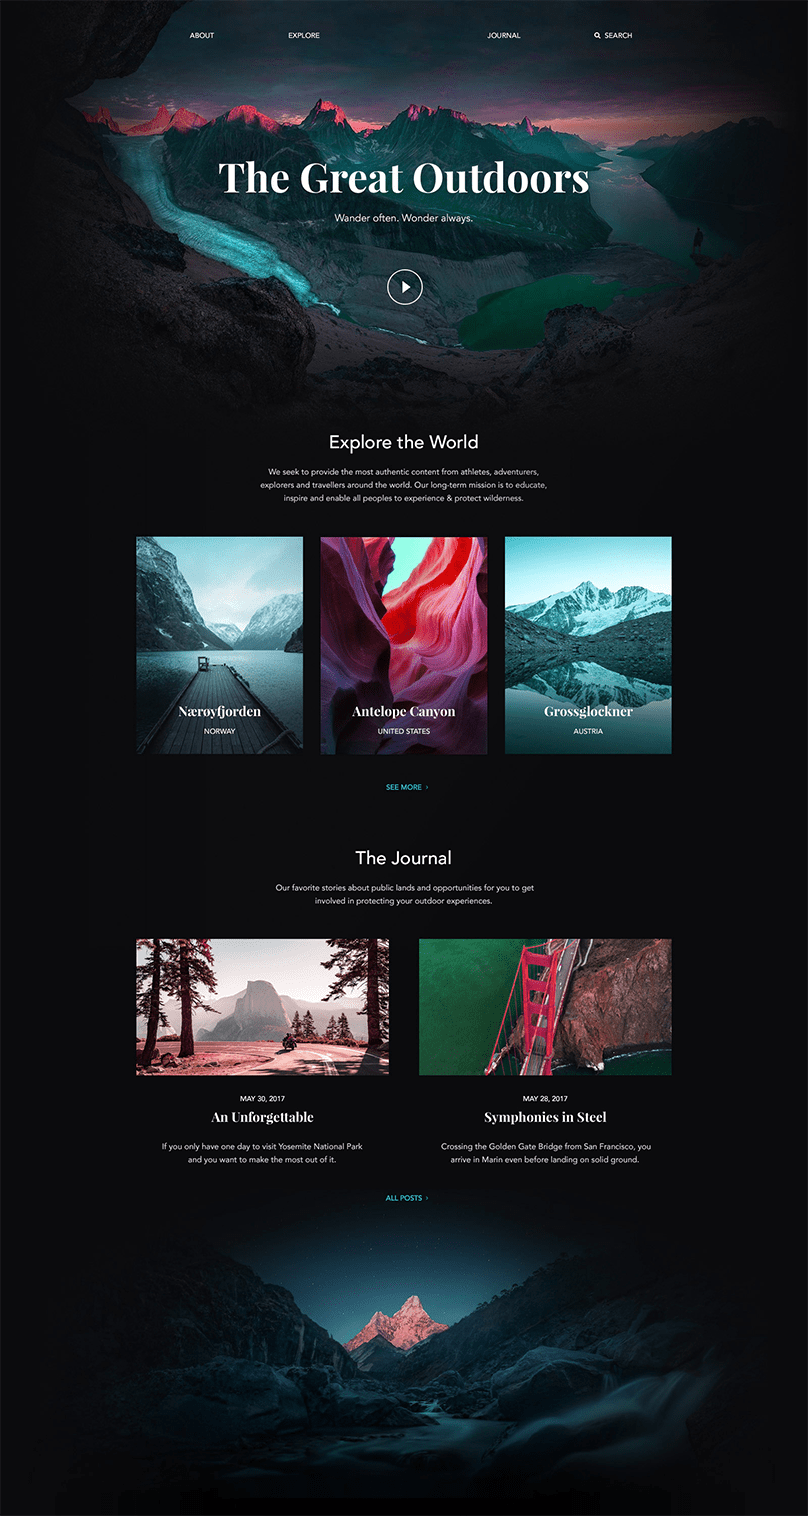 ABOUT EXPLORE JOURNAL SEARCH
The Great Outdoors
Wander often. Wonder always.
Explore the World
We seek to provide the most authentic content from athletes, adventurers,
explorers and travellers around the world. Our long-term mission is to educate,
inspire and enable all peoples to experience & protect wilderness.
Nærøyfjorden
NORWAY
Antelope Canyon
UNITED STATES
Grossglockner
AUSTRIA
SEE MORE ›
The Journal
Our favorite stories about public lands and opportunities for you to get
involved in protecting your outdoor experiences.
MAY 30, 2017
An Unforgettable
If you only have one day to visit Yosemite National Park
and you want to make the most out of it.
MAY 28, 2017
Symphonies in Steel
Crossing the Golden Gate Bridge from San Francisco, you
arrive in Marin even before landing on solid ground.
ALL POSTS ›